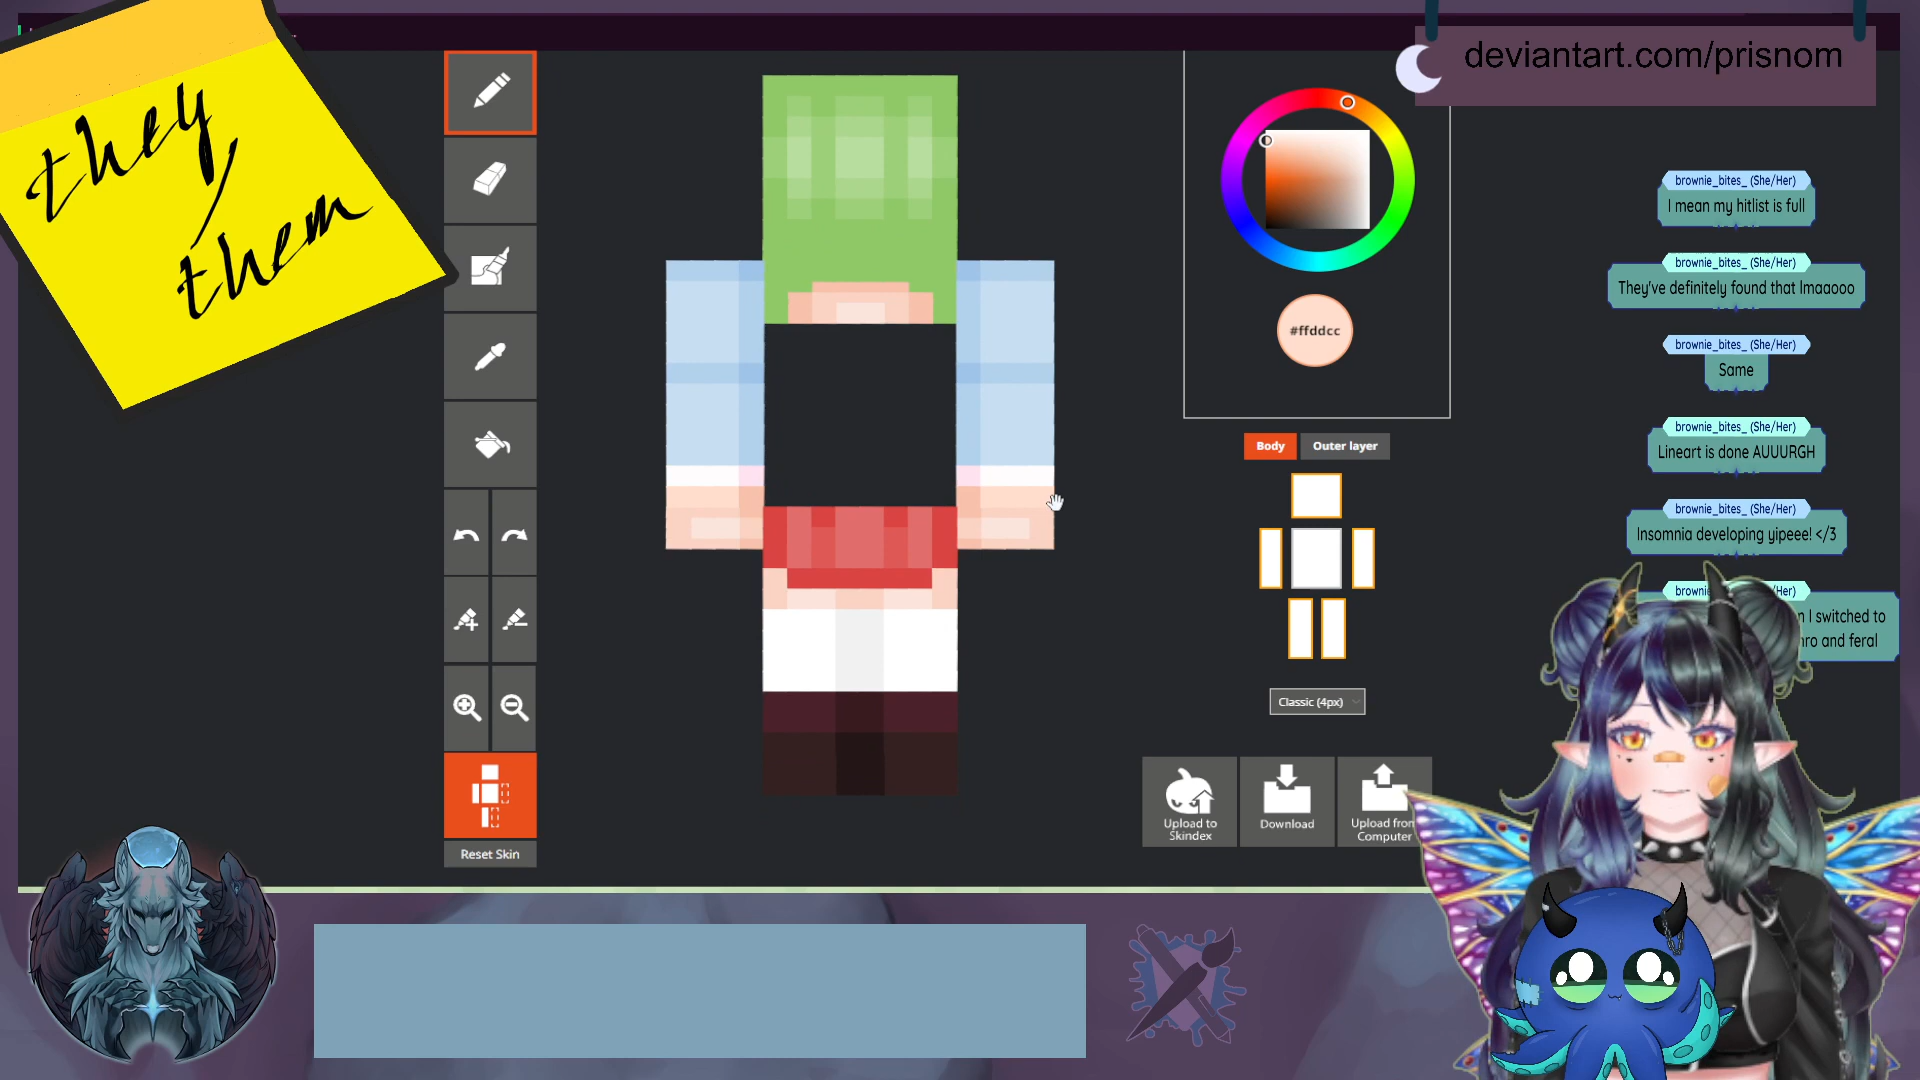 they/
them
deviantart.com/prisnom
#ffddcc
Body
Outer layer
Classic (4px)
Upload to
Skindex
Download
Upload from
Computer
Reset Skin
brownie_bites_ (She/Her)
I mean my hitlist is full
brownie_bites_ (She/Her)
They've definitely found that lmaaooo
brownie_bites_ (She/Her)
Same
brownie_bites_ (She/Her)
Lineart is done AUUURGH
brownie_bites_ (She/Her)
Insomnia developing yipeee! </3
I switched to
and feral